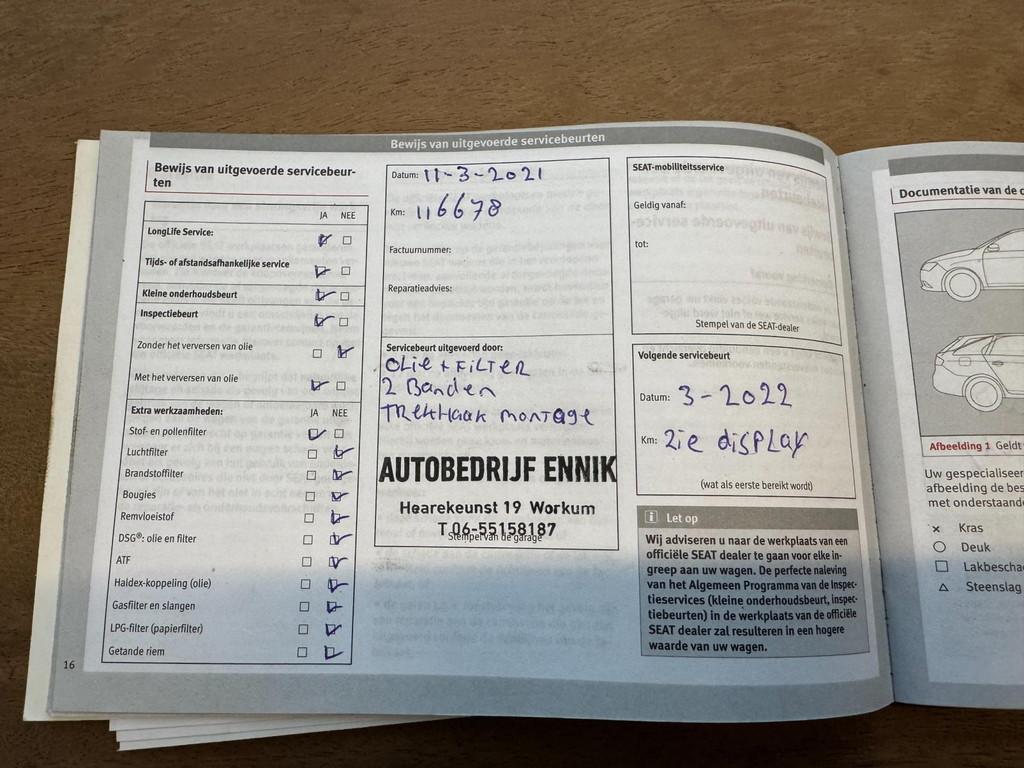 Bewijs van uitgevoerde servicebeurten
Bewijs van uitgevoerde servicebeur-
ten
JA NEE
LongLife Service:
Tijds- of afstandsafhankelijke service
Kleine onderhoudsbeurt
Inspectiebeurt
Zonder het verversen van olie
Met het verversen van olie
Extra werkzaamheden: JA NEE
Stof- en pollenfilter
Luchtfilter
Brandstoffilter
Bougies
Remvloeistof
DSG®: olie en filter
ATF
Haldex-koppeling (olie)
Gasfilter en slangen
LPG-filter (papierfilter)
Getande riem
16
Datum: 11-3-2021
Km: 116678
Factuurnummer:
Reparatieadvies:
Servicebeurt uitgevoerd door:
OLie + FiLTER
2 Banden
TREKHaak monTage
AUTOBEDRIJF ENNIK
Hearekeunst 19 Workum
T.06-55158187
Stempel van de garage
SEAT-mobiliteitsservice
Geldig vanaf:
tot:
Stempel van de SEAT-dealer
Volgende servicebeurt
Datum: 3-2022
Km: Zie DispLay
(wat als eerste bereikt wordt)
i Let op
Wij adviseren u naar de werkplaats van een
officiële SEAT dealer te gaan voor elke in-
greep aan uw wagen. De perfecte naleving
van het Algemeen Programma van de Inspec-
tieservices (kleine onderhoudsbeurt, inspec-
tiebeurten) in de werkplaats van de officiële
SEAT dealer zal resulteren in een hogere
waarde van uw wagen.
Documentatie van de
Afbeelding 1 Geldt
Uw gespecialiseer
afbeelding de bes
met onderstaand
× Kras
○ Deuk
□ Lakbescha
△ Steenslag